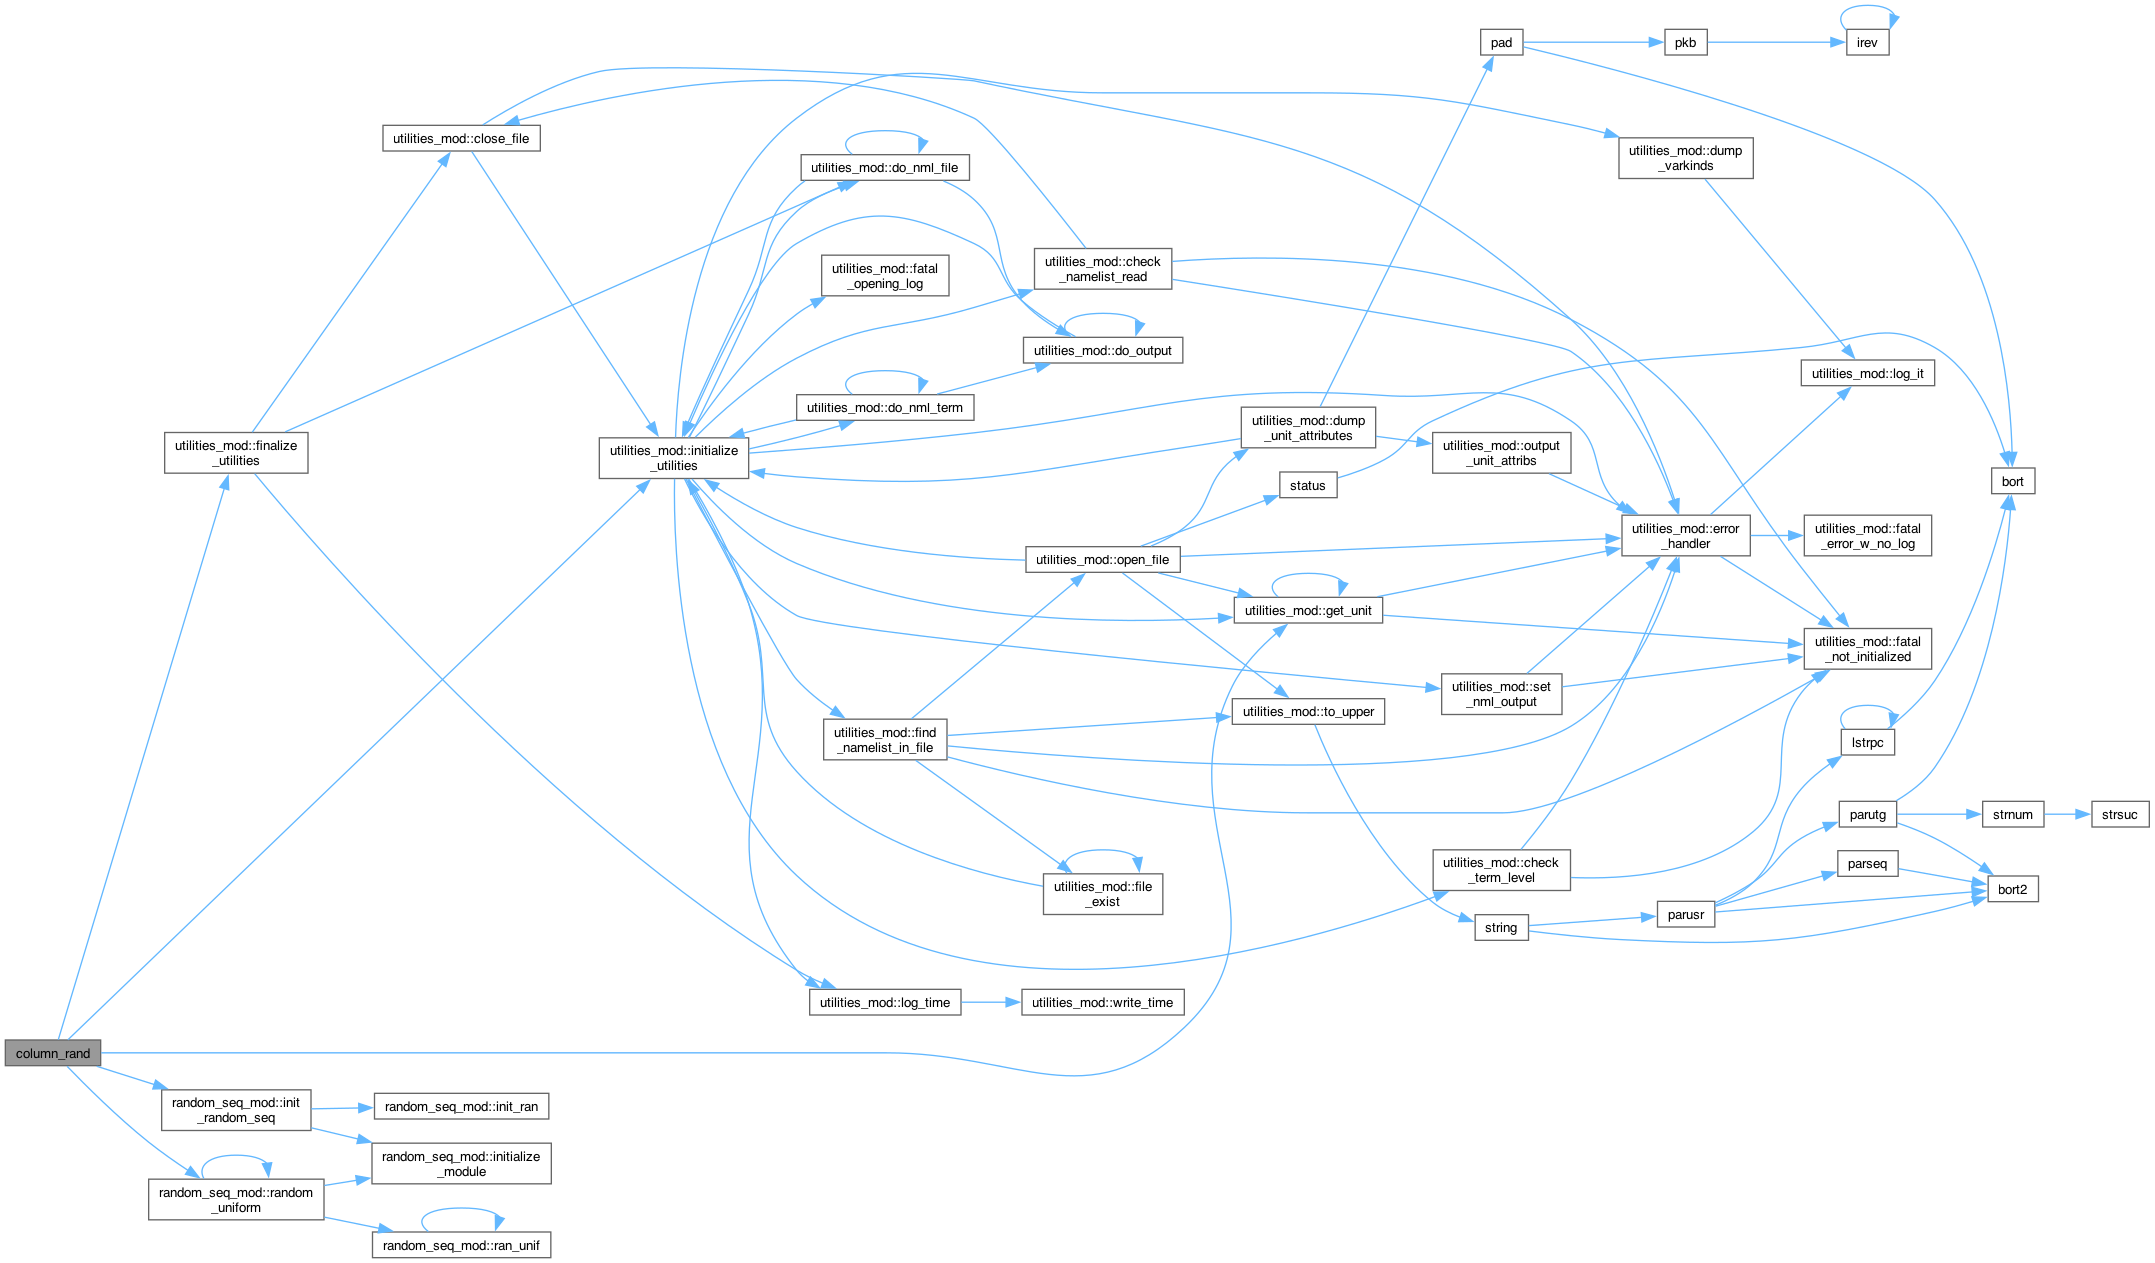 pad
pkb
irev
utilities_mod::close_file
utilities_mod::dump
_varkinds
utilities_mod::do_nml_file
utilities_mod::fatal
_opening_log
utilities_mod::check
_namelist_read
utilities_mod::do_output
utilities_mod::log_it
utilities_mod::do_nml_term
utilities_mod::finalize
_utilities
utilities_mod::initialize
_utilities
utilities_mod::dump
_unit_attributes
utilities_mod::output
_unit_attribs
status
bort
utilities_mod::error
_handler
utilities_mod::fatal
_error_w_no_log
utilities_mod::open_file
utilities_mod::get_unit
utilities_mod::fatal
_not_initialized
utilities_mod::set
_nml_output
utilities_mod::to_upper
utilities_mod::find
_namelist_in_file
lstrpc
parutg
strnum
strsuc
utilities_mod::check
_term_level
parseq
utilities_mod::file
_exist
bort2
string
parusr
utilities_mod::log_time
utilities_mod::write_time
column_rand
random_seq_mod::init
_random_seq
random_seq_mod::init_ran
random_seq_mod::initialize
_module
random_seq_mod::random
_uniform
random_seq_mod::ran_unif